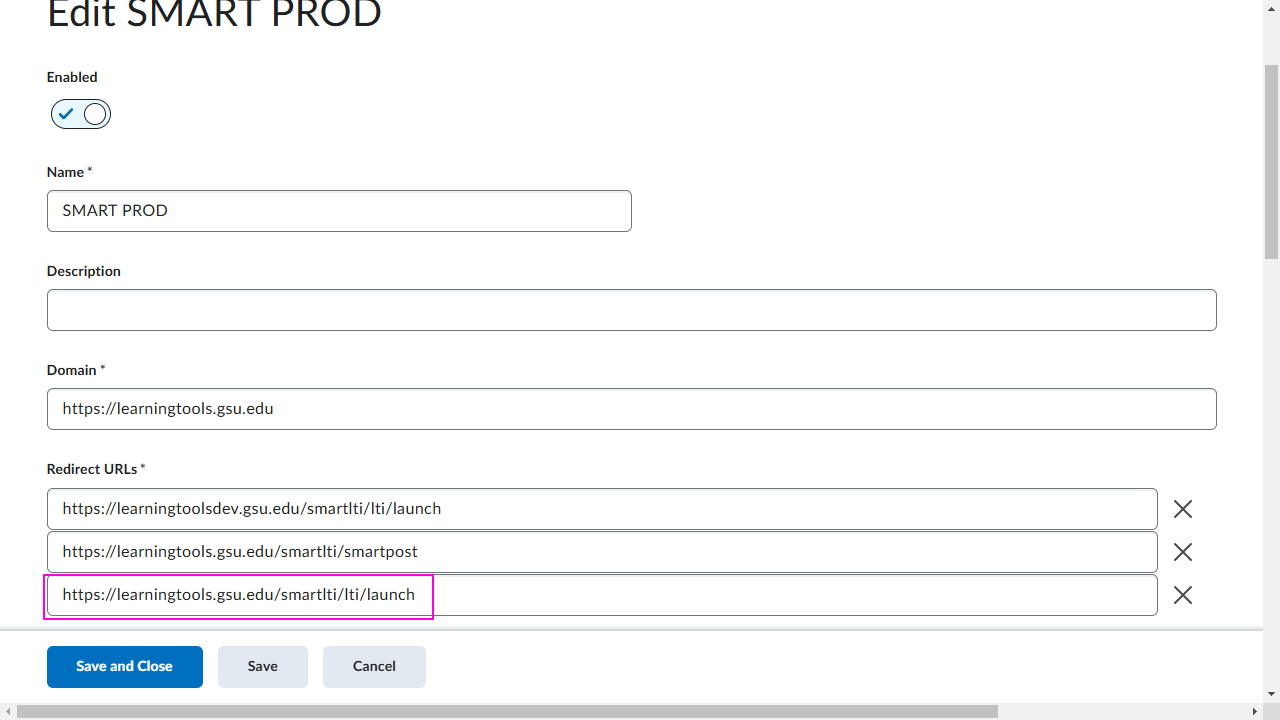 Edit SMART PROD
Enabled
Name *
SMART PROD
Description
Domain *
https://learningtools.gsu.edu
Redirect URLs *
https://learningtoolsdev.gsu.edu/smartlti/lti/launch
https://learningtools.gsu.edu/smartlti/smartpost
https://learningtools.gsu.edu/smartlti/lti/launch
Save and Close Save Cancel